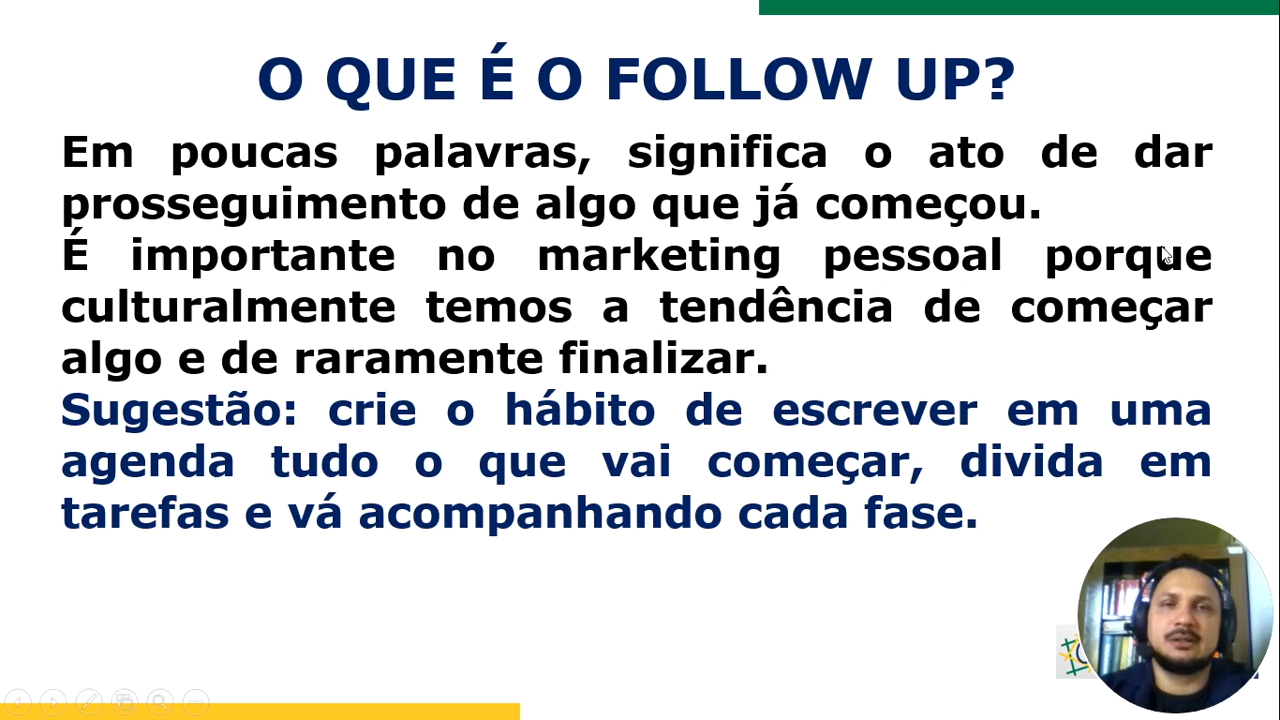 O QUE É O FOLLOW UP?
Em poucas palavras, significa o ato de dar
prosseguimento de algo que já começou.
É importante no marketing pessoal porque
culturalmente temos a tendência de começar
algo e de raramente finalizar.
Sugestão: crie o hábito de escrever em uma
agenda tudo o que vai começar, divida em
tarefas e vá acompanhando cada fase.